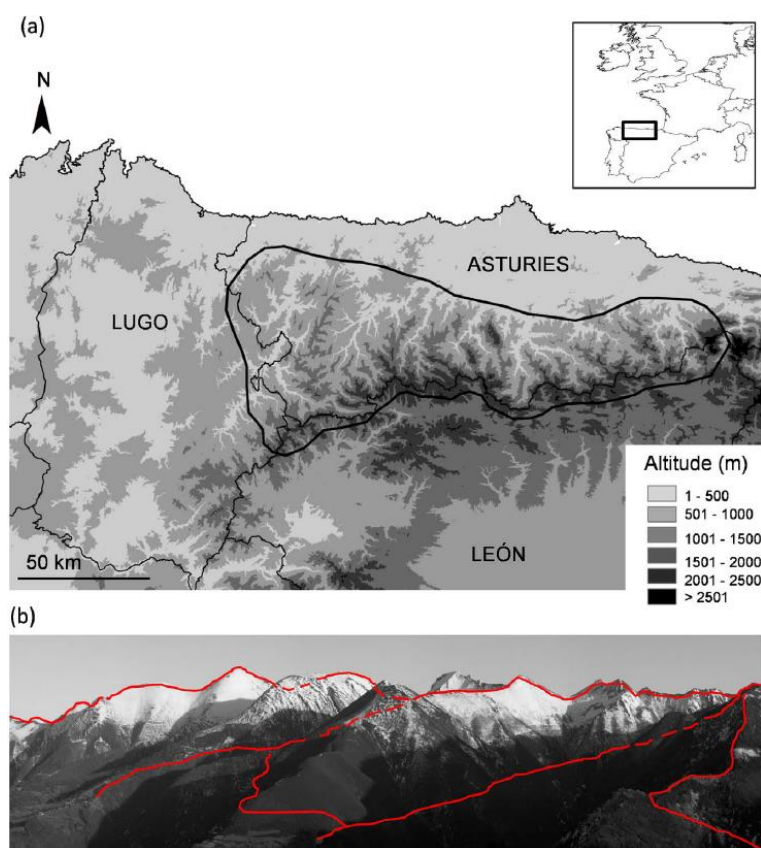 (a)
N
ASTURIES
LUGO
Altitude (m)
1 - 500
501 - 1000
1001 - 1500
1501 - 2000
2001 - 2500
> 2501
LEÓN
50 km
(b)